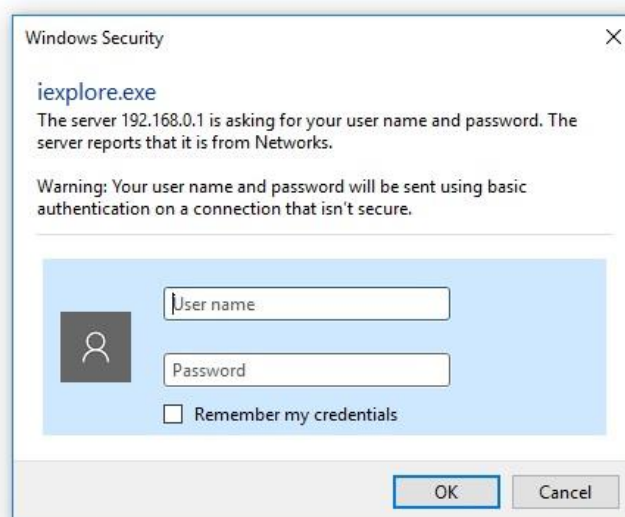 Windows Security
iexplore.exe
The server 192.168.0.1 is asking for your user name and password. The
server reports that it is from Networks.
Warning: Your user name and password will be sent using basic
authentication on a connection that isn't secure.
User name
Password
Remember my credentials
OK
Cancel